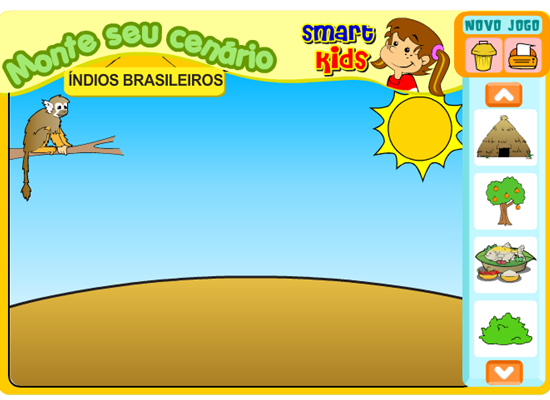 Monte seu cenário
ÍNDIOS BRASILEIROS
smart
kids
NOVO JOGO